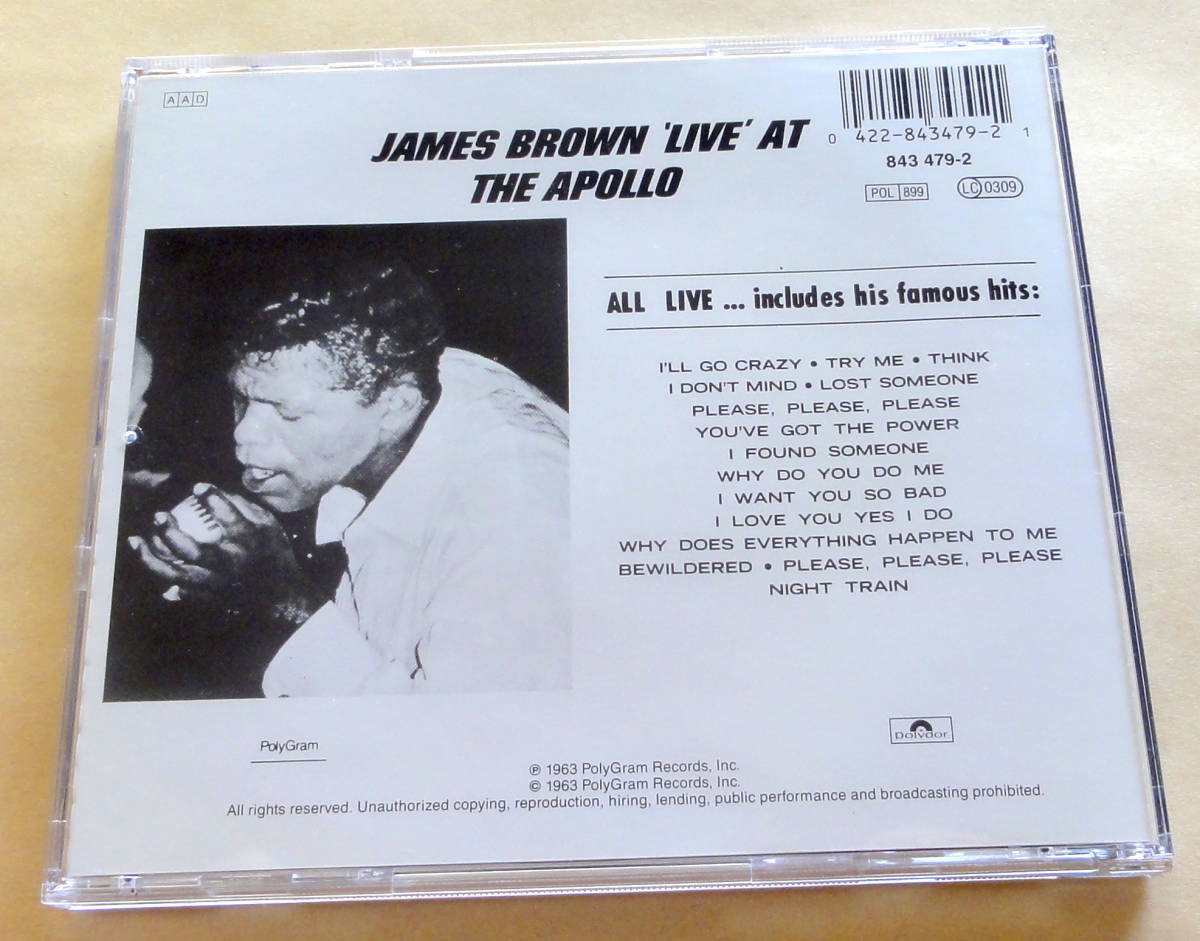 AAD
JAMES BROWN 'LIVE' AT
THE APOLLO
0 422-843479-2 1
843 479-2
POL 899
LC 0309
ALL LIVE ... includes his famous hits:
I'LL GO CRAZY • TRY ME • THINK
I DON'T MIND • LOST SOMEONE
PLEASE, PLEASE, PLEASE
YOU'VE GOT THE POWER
I FOUND SOMEONE
WHY DO YOU DO ME
I WANT YOU SO BAD
I LOVE YOU YES I DO
WHY DOES EVERYTHING HAPPEN TO ME
BEWILDERED • PLEASE, PLEASE, PLEASE
NIGHT TRAIN
PolyGram
Polydor
℗ 1963 PolyGram Records, Inc.
© 1963 PolyGram Records, Inc.
All rights reserved. Unauthorized copying, reproduction, hiring, lending, public performance and broadcasting prohibited.